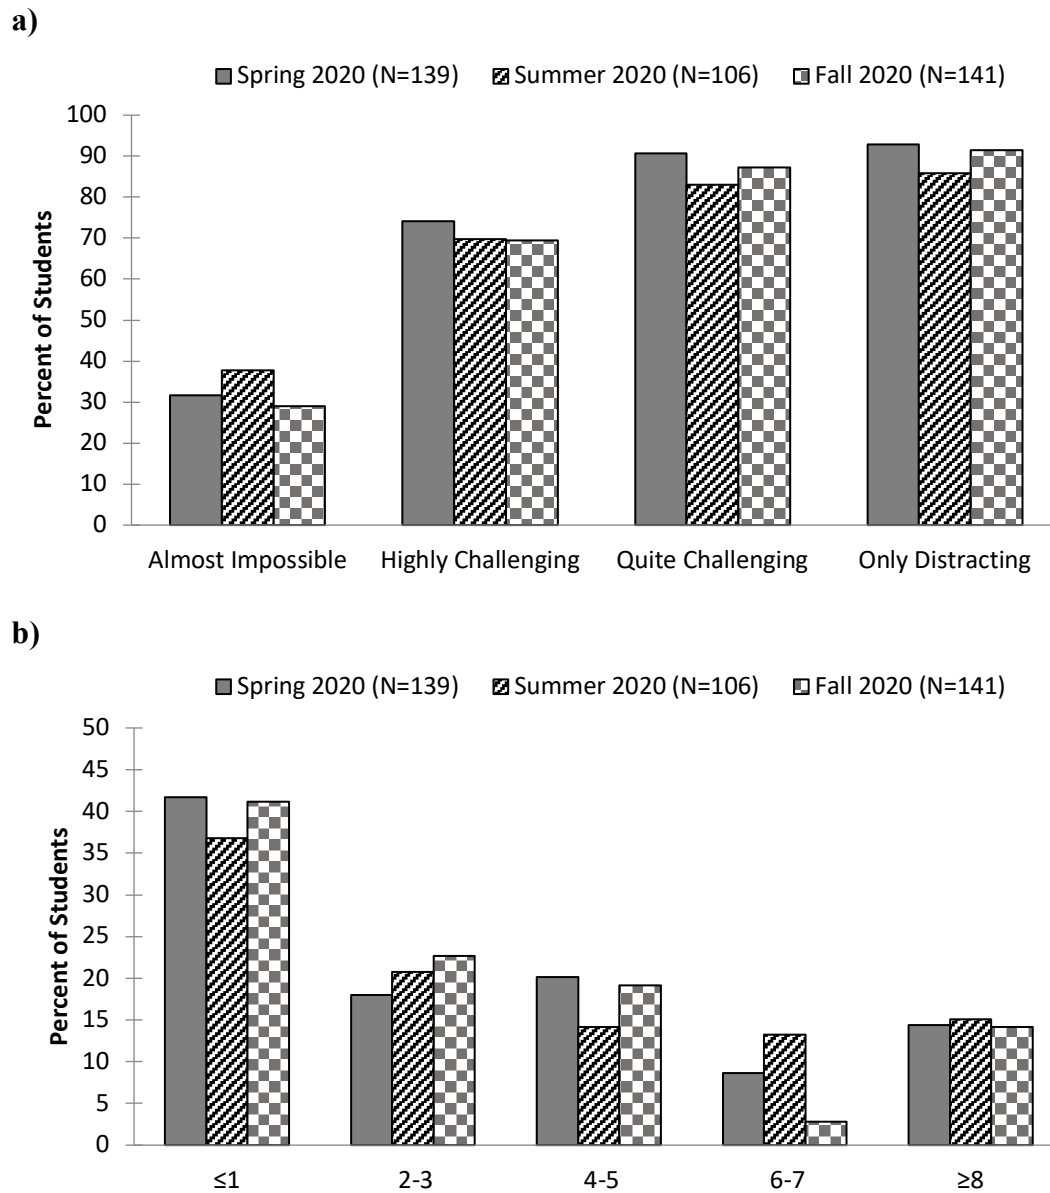 a)
Spring 2020 (N=139) Summer 2020 (N=106) Fall 2020 (N=141)
100
90
80
70
60
50
40
30
20
10
0
Percent of Students
Almost Impossible Highly Challenging Quite Challenging Only Distracting
b)
Spring 2020 (N=139) Summer 2020 (N=106) Fall 2020 (N=141)
50
45
40
35
30
25
20
15
10
5
0
Percent of Students
≤1 2-3 4-5 6-7 ≥8